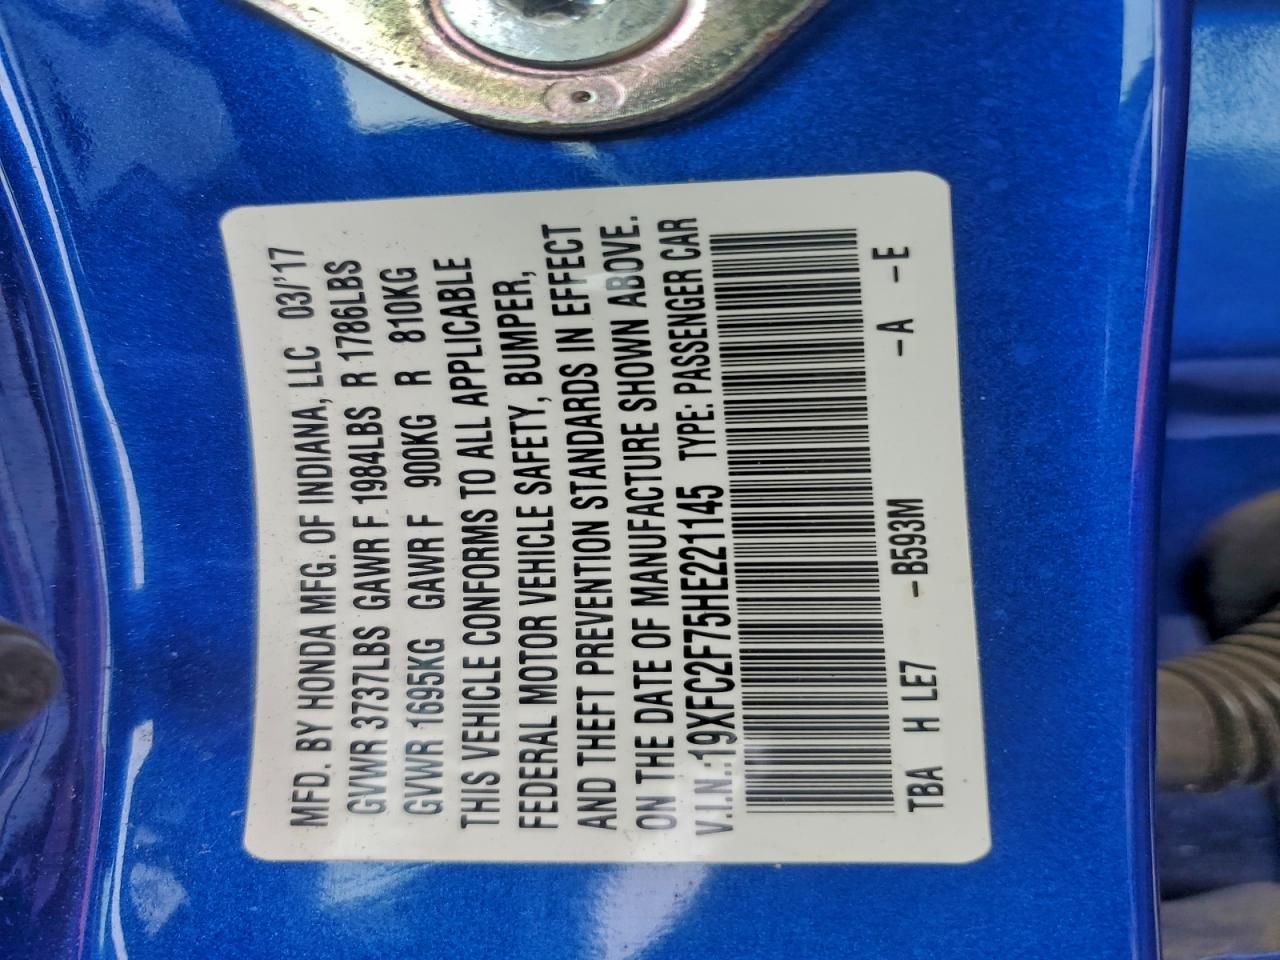 MFD. BY HONDA MFG. OF INDIANA, LLC 03/'17
GVWR 3737LBS GAWR F 1984LBS R 1786LBS
GVWR 1695KG GAWR F 900KG R 810KG
THIS VEHICLE CONFORMS TO ALL APPLICABLE
FEDERAL MOTOR VEHICLE SAFETY, BUMPER,
AND THEFT PREVENTION STANDARDS IN EFFECT
ON THE DATE OF MANUFACTURE SHOWN ABOVE.
V.I.N.:19XFC2F75HE221145 TYPE: PASSENGER CAR
TBA H LE7 -B593M -A -E